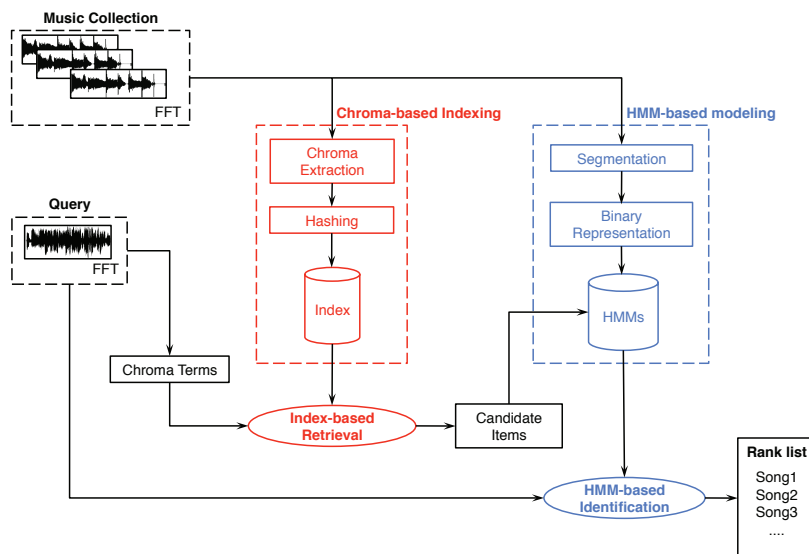 Music Collection
FFT
Chroma-based Indexing
HMM-based modeling
Chroma
Extraction
Segmentation
Query
FFT
Hashing
Binary
Representation
Index
HMMs
Chroma Terms
Index-based
Retrieval
Candidate
Items
HMM-based
Identification
Rank list
Song1
Song2
Song3
....